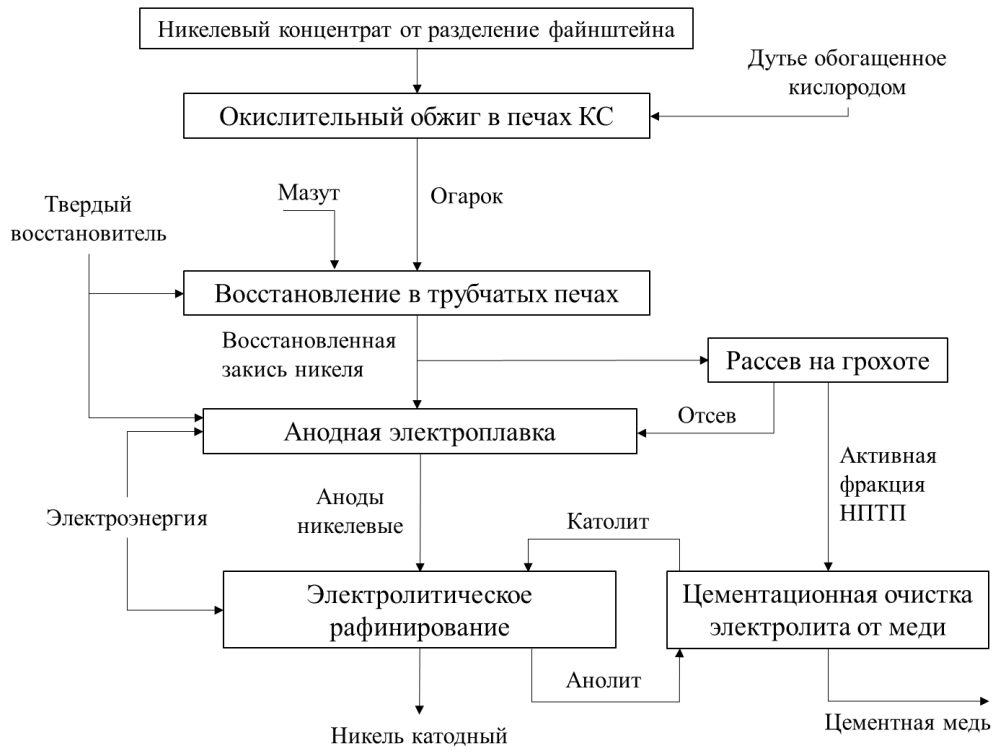 Никелевый концентрат от разделение файнштейна
Дутье обогащенное
кислородом
Окислительный обжиг в печах КС
Мазут
Огарок
Твердый
восстановитель
Восстановление в трубчатых печах
Восстановленная
закись никеля
Рассев на грохоте
Отсев
Анодная электроплавка
Активная
фракция
НПТП
Аноды
никелевые
Электроэнергия
Католит
Электролитическое
рафинирование
Цементационная очистка
электролита от меди
Анолит
Никель катодный
Цементная медь